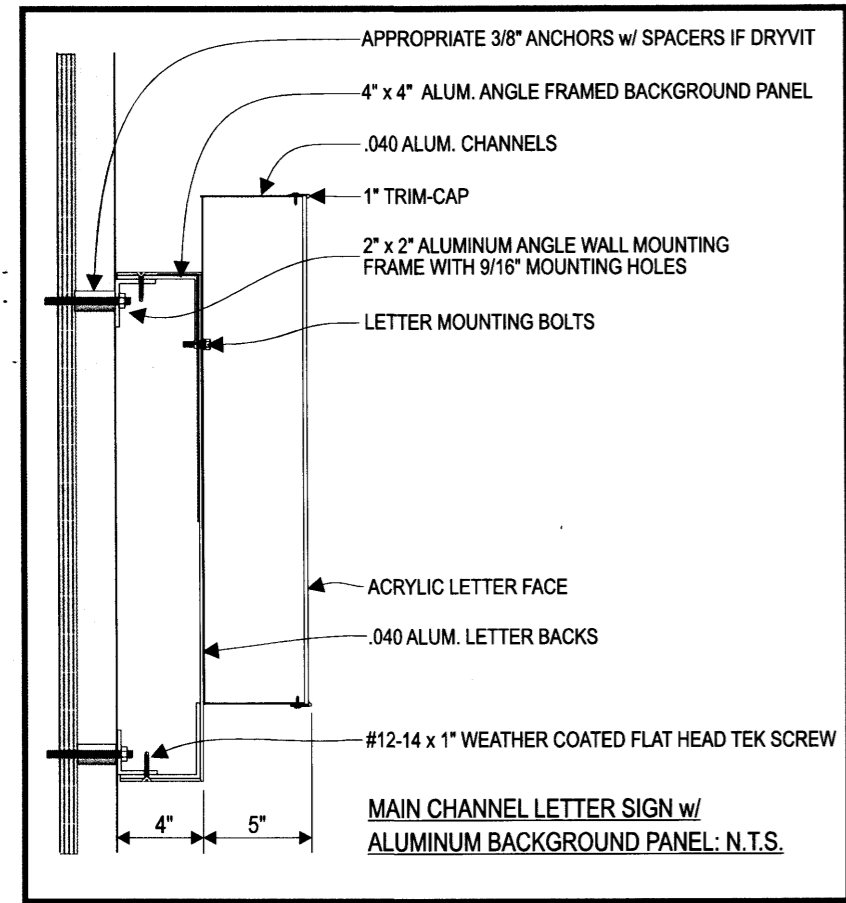 APPROPRIATE 3/8" ANCHORS w/ SPACERS IF DRYVIT
4" x 4" ALUM. ANGLE FRAMED BACKGROUND PANEL
.040 ALUM. CHANNELS
1" TRIM-CAP
2" x 2" ALUMINUM ANGLE WALL MOUNTING
FRAME WITH 9/16" MOUNTING HOLES
LETTER MOUNTING BOLTS
ACRYLIC LETTER FACE
.040 ALUM. LETTER BACKS
#12-14 x 1" WEATHER COATED FLAT HEAD TEK SCREW
4" 5"
MAIN CHANNEL LETTER SIGN w/
ALUMINUM BACKGROUND PANEL: N.T.S.